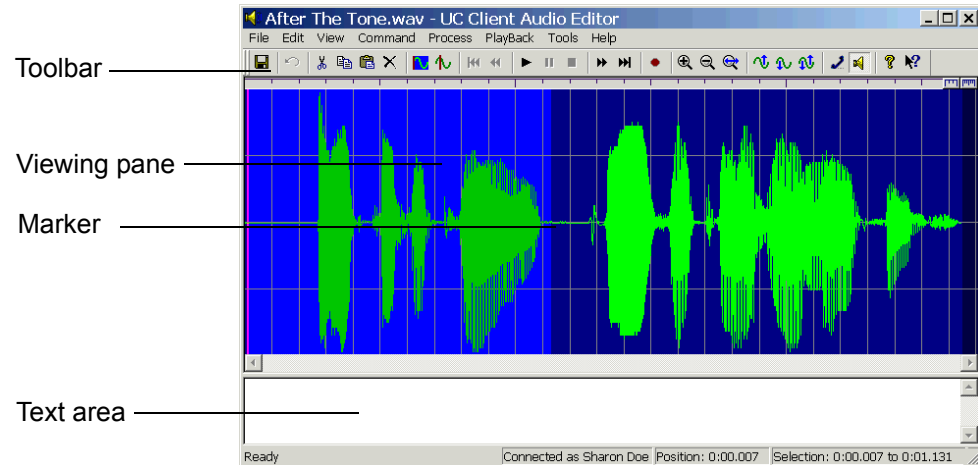 After The Tone.wav - UC Client Audio Editor
File Edit View Command Process PlayBack Tools Help
Toolbar
Viewing pane
Marker
Text area
Ready Connected as Sharon Doe Position: 0:00.007 Selection: 0:00.007 to 0:01.131